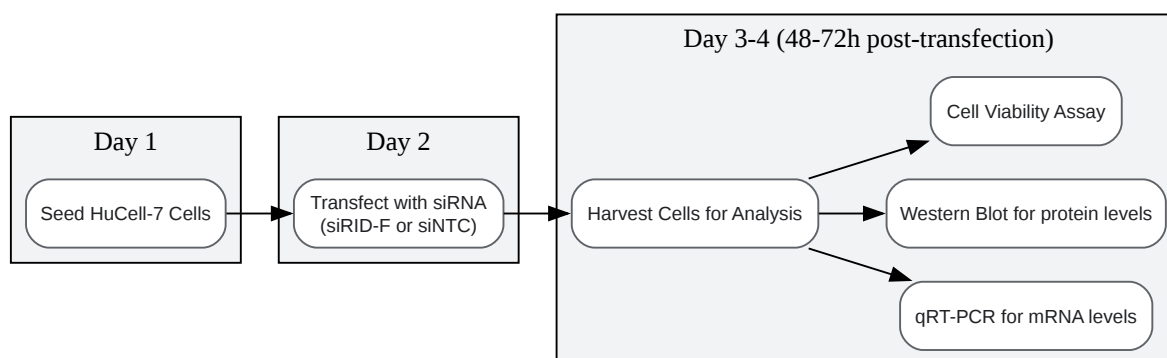 Day 1
Seed HuCell-7 Cells
Day 2
Transfect with siRNA
(siRID-F or siNTC)
Day 3-4 (48-72h post-transfection)
Harvest Cells for Analysis
Cell Viability Assay
Western Blot for protein levels
qRT-PCR for mRNA levels